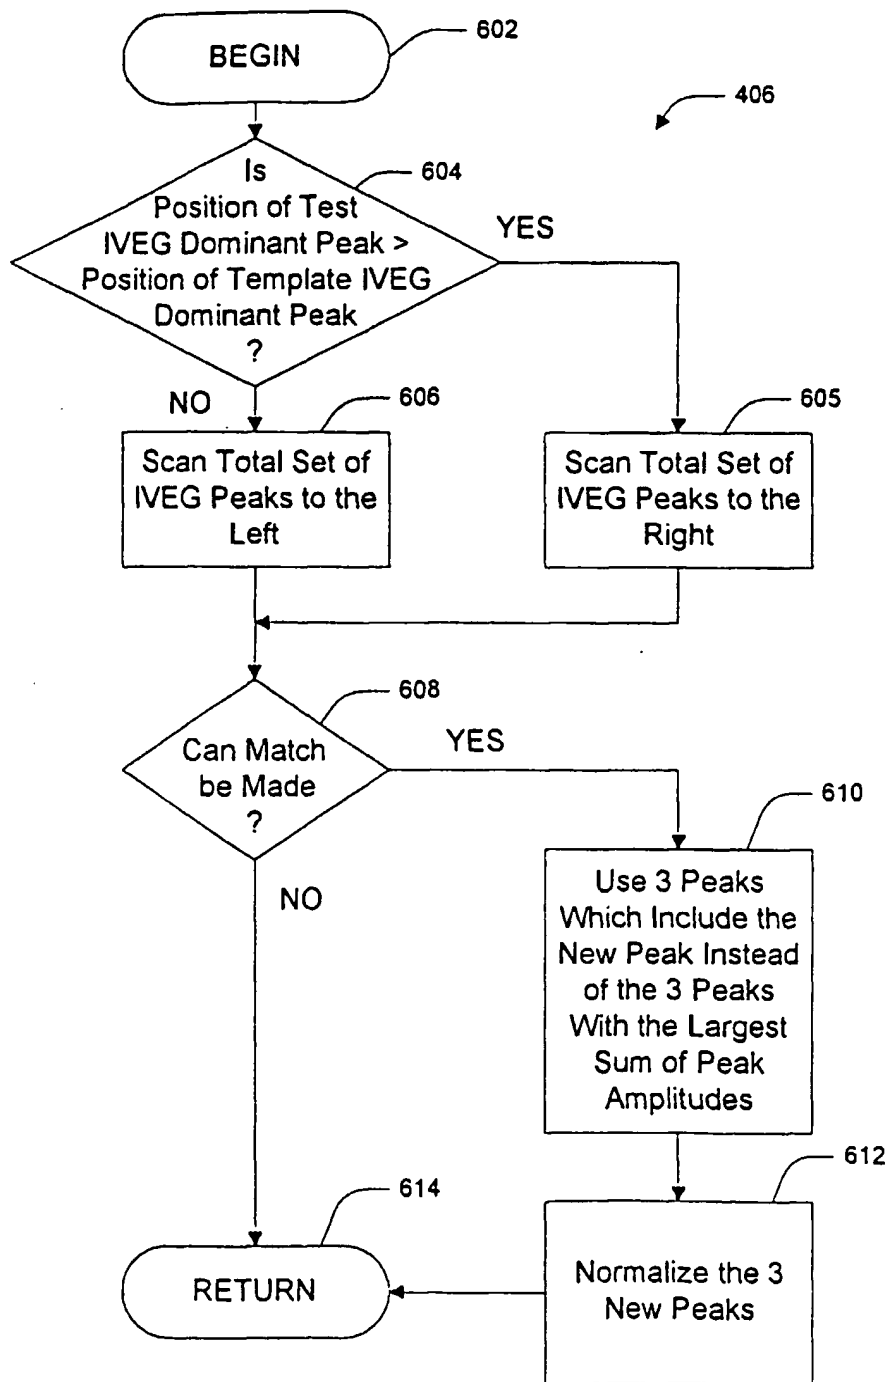 602
BEGIN
406
604
Is
Position of Test
IVEG Dominant Peak >
Position of Template IVEG
Dominant Peak
?
YES
NO
606
605
Scan Total Set of
IVEG Peaks to the
Left
Scan Total Set of
IVEG Peaks to the
Right
608
Can Match
be Made
?
YES
NO
610
Use 3 Peaks
Which Include the
New Peak Instead
of the 3 Peaks
With the Largest
Sum of Peak
Amplitudes
612
614
RETURN
Normalize the 3
New Peaks